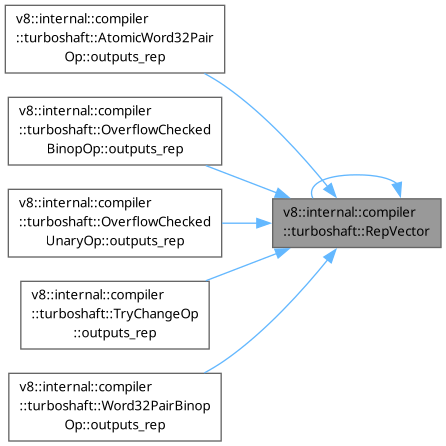 v8::internal::compiler
::turboshaft::AtomicWord32Pair
Op::outputs_rep
v8::internal::compiler
::turboshaft::OverflowChecked
BinopOp::outputs_rep
v8::internal::compiler
::turboshaft::OverflowChecked
UnaryOp::outputs_rep
v8::internal::compiler
::turboshaft::TryChangeOp
::outputs_rep
v8::internal::compiler
::turboshaft::Word32PairBinop
Op::outputs_rep
v8::internal::compiler
::turboshaft::RepVector